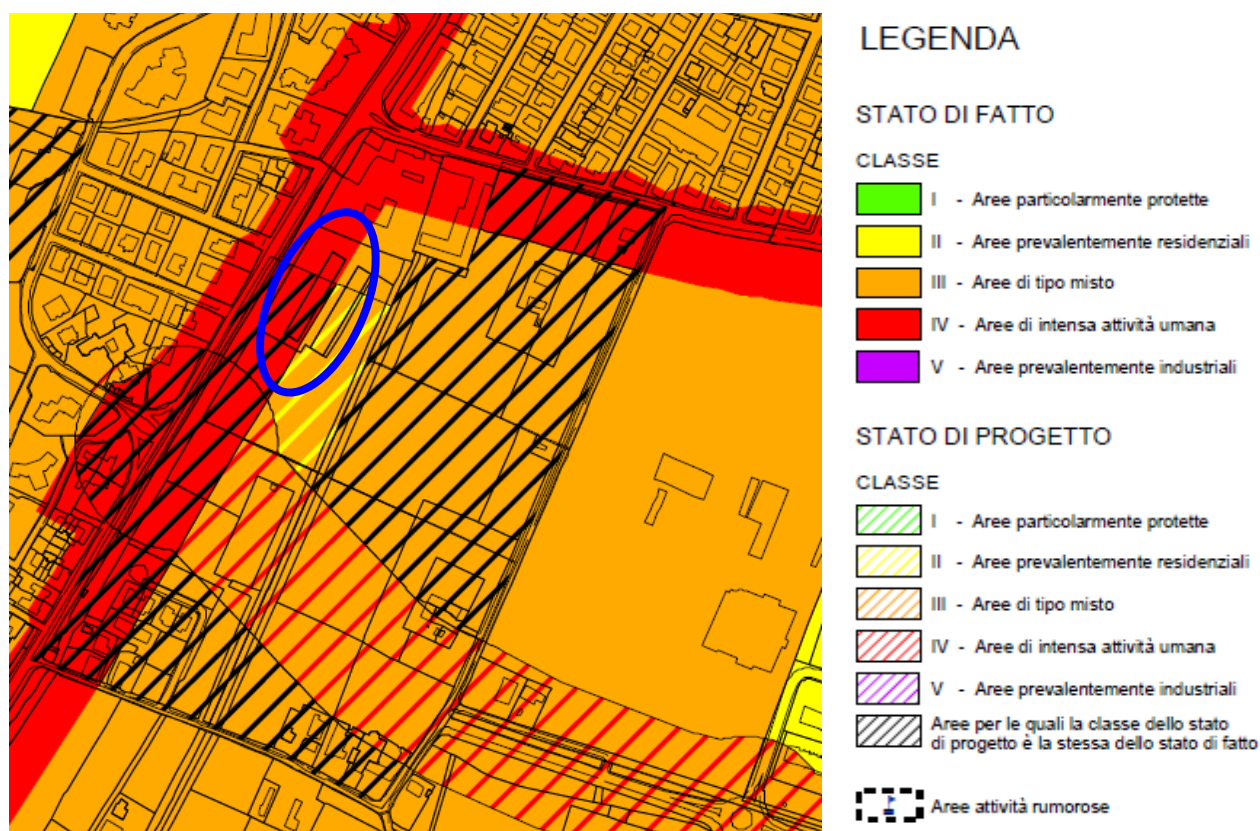 LEGENDA
STATO DI FATTO
CLASSE
I - Aree particolarmente protette
II - Aree prevalentemente residenziali
III - Aree di tipo misto
IV - Aree di intensa attività umana
V - Aree prevalentemente industriali
STATO DI PROGETTO
CLASSE
I - Aree particolarmente protette
II - Aree prevalentemente residenziali
III - Aree di tipo misto
IV - Aree di intensa attività umana
V - Aree prevalentemente industriali
Aree per le quali la classe dello stato
di progetto è la stessa dello stato di fatto
Aree attività rumorose